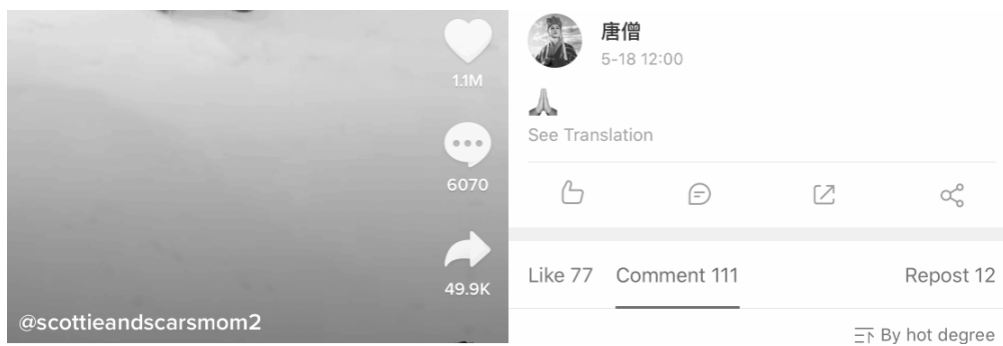 1.1M
6070
49.9K
@scottieandscarsmom2
唐僧
5-18 12:00
See Translation
Like 77 Comment 111 Repost 12
By hot degree